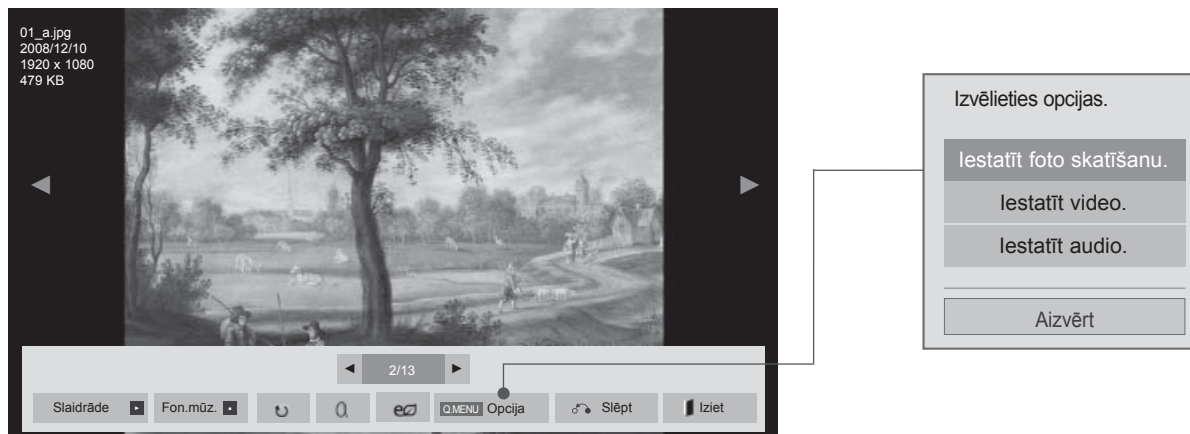 01_a.jpg
2008/12/10
1920 x 1080
479 KB
2/13
Slaidrāde
Fon.mūz.
Q.MENU Opcija
Slēpt
Iziet
Izvēlieties opcijas.
Iestatīt foto skatīšanu.
Iestatīt video.
Iestatīt audio.
Aizvērt